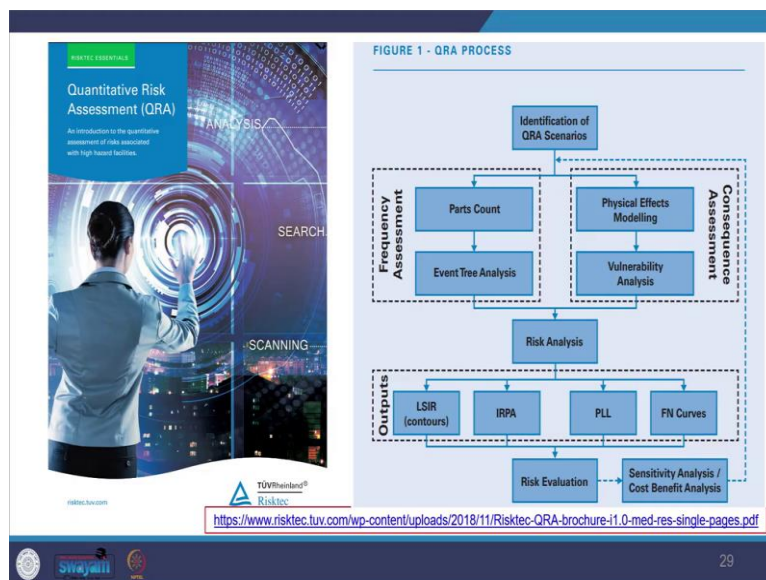 RISKTEC ESSENTIALS
Quantitative Risk
Assessment (QRA)
An introduction to the quantitative
assessment of risks associated
with high hazard facilities.
ANALYSIS
SEARCH
SCANNING
risktec.tuv.com
TÜVRheinland®
Risktec
FIGURE 1 - QRA PROCESS
Identification of
QRA Scenarios
Frequency
Assessment
Parts Count
Event Tree Analysis
Physical Effects
Modelling
Vulnerability
Analysis
Consequence
Assessment
Risk Analysis
Outputs
LSIR
(contours)
IRPA
PLL
FN Curves
Risk Evaluation
Sensitivity Analysis /
Cost Benefit Analysis
https://www.risktec.tuv.com/wp-content/uploads/2018/11/Risktec-QRA-brochure-i1.0-med-res-single-pages.pdf
swayam
29